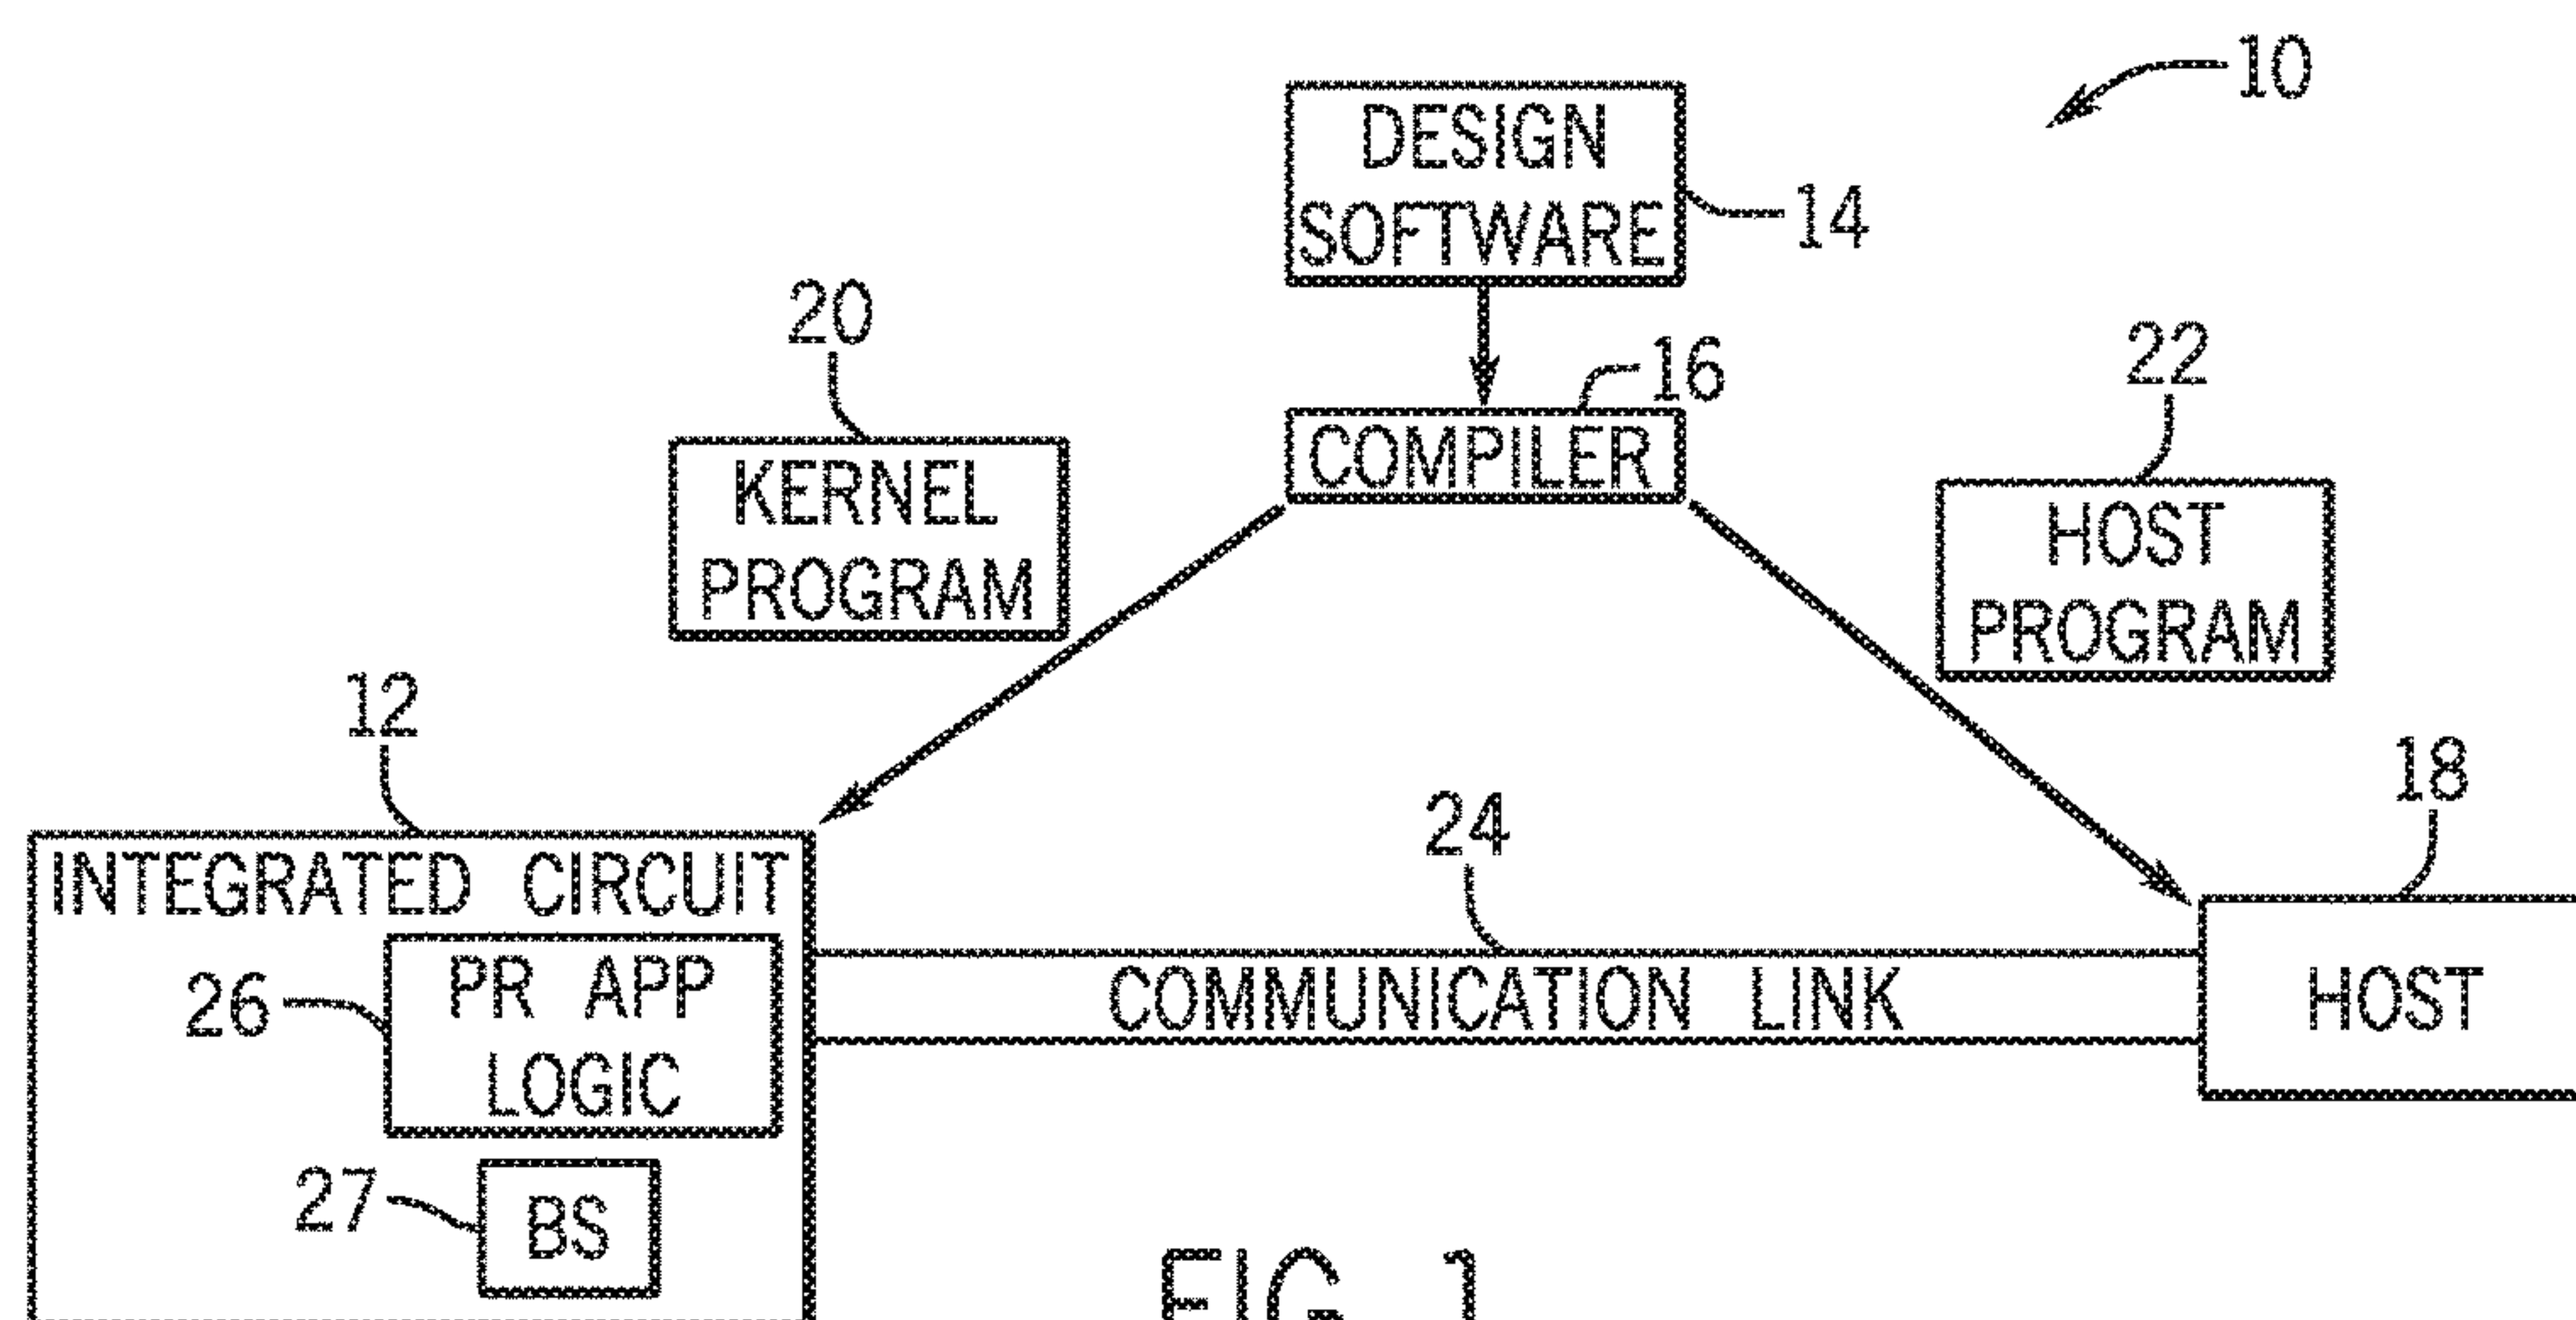 10
DESIGN
SOFTWARE
14
20
16
22
COMPILER
KERNEL
PROGRAM
HOST
PROGRAM
12
18
24
INTEGRATED CIRCUIT
26
PR APP
LOGIC
COMMUNICATION LINK
HOST
27
BS
FIG. 1